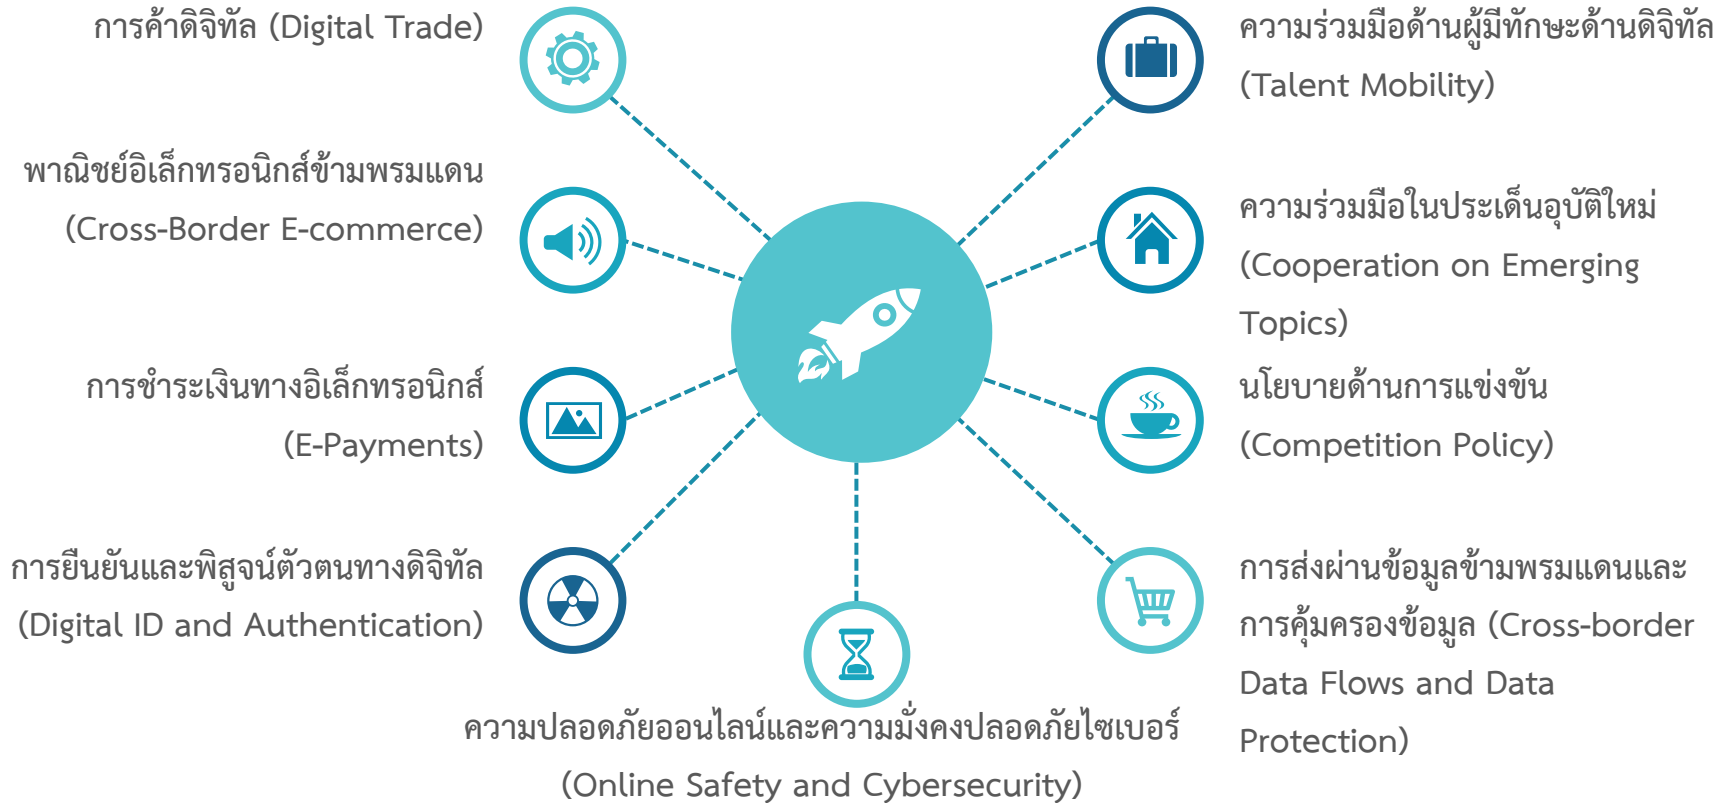 การค้าดิจิทัล (Digital Trade)
พาณิชย์อิเล็กทรอนิกส์ข้ามพรมแดน
(Cross-Border E-commerce)
การชำระเงินทางอิเล็กทรอนิกส์
(E-Payments)
การยืนยันและพิสูจน์ตัวตนทางดิจิทัล
(Digital ID and Authentication)
ความปลอดภัยออนไลน์และความมั่งคงปลอดภัยไซเบอร์
(Online Safety and Cybersecurity)
ความร่วมมือด้านผู้มีทักษะด้านดิจิทัล
(Talent Mobility)
ความร่วมมือในประเด็นอุบัติใหม่
(Cooperation on Emerging
Topics)
นโยบายด้านการแข่งขัน
(Competition Policy)
การส่งผ่านข้อมูลข้ามพรมแดนและ
การคุ้มครองข้อมูล (Cross-border
Data Flows and Data
Protection)